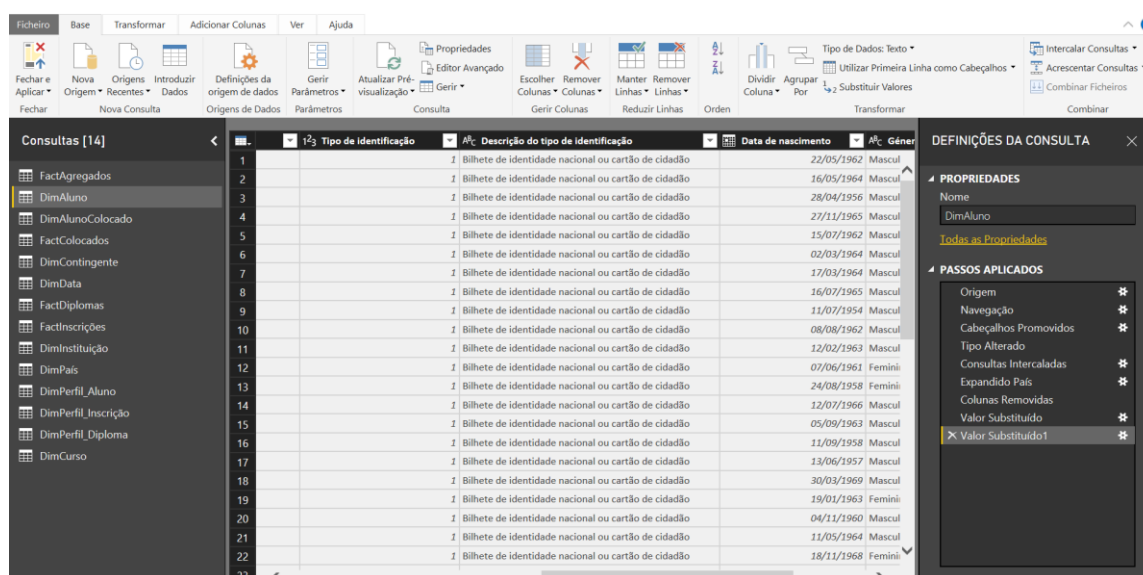 Ficheiro Base Transformar Adicionar Colunas Ver Ajuda
Fechar e Aplicar
Fechar
Nova Origem
Origens Recentes
Introduzir Dados
Nova Consulta
Definições da origem de dados
Origens de Dados
Gerir Parâmetros
Parâmetros
Atualizar Pré-visualização
Propriedades
Editor Avançado
Gerir
Consulta
Escolher Colunas
Remover Colunas
Gerir Colunas
Manter Linhas
Remover Linhas
Reduzir Linhas
Orden
Dividir Coluna
Agrupar Por
Tipo de Dados: Texto
Utilizar Primeira Linha como Cabeçalhos
Substituir Valores
Transformar
Intercalar Consultas
Acrescentar Consultas
Combinar Ficheiros
Combinar
Consultas [14]
FactAgregados
DimAluno
DimAlunoColocado
FactColocados
DimContingente
DimData
FactDiplomas
FactInscrições
DimInstituição
DimPaís
DimPerfil_Aluno
DimPerfil_Inscrição
DimPerfil_Diploma
DimCurso
123 Tipo de identificação ABC Descrição do tipo de identificação Data de nascimento ABC Géner
1 1 Bilhete de identidade nacional ou cartão de cidadão 22/05/1962 Mascul
2 1 Bilhete de identidade nacional ou cartão de cidadão 16/05/1964 Mascul
3 1 Bilhete de identidade nacional ou cartão de cidadão 28/04/1956 Mascul
4 1 Bilhete de identidade nacional ou cartão de cidadão 27/11/1965 Mascul
5 1 Bilhete de identidade nacional ou cartão de cidadão 15/07/1962 Mascul
6 1 Bilhete de identidade nacional ou cartão de cidadão 02/03/1964 Mascul
7 1 Bilhete de identidade nacional ou cartão de cidadão 17/03/1964 Mascul
8 1 Bilhete de identidade nacional ou cartão de cidadão 16/07/1965 Mascul
9 1 Bilhete de identidade nacional ou cartão de cidadão 11/07/1954 Mascul
10 1 Bilhete de identidade nacional ou cartão de cidadão 08/08/1962 Mascul
11 1 Bilhete de identidade nacional ou cartão de cidadão 12/02/1963 Mascul
12 1 Bilhete de identidade nacional ou cartão de cidadão 07/06/1961 Femini
13 1 Bilhete de identidade nacional ou cartão de cidadão 24/08/1958 Femini
14 1 Bilhete de identidade nacional ou cartão de cidadão 12/07/1966 Mascul
15 1 Bilhete de identidade nacional ou cartão de cidadão 05/09/1963 Mascul
16 1 Bilhete de identidade nacional ou cartão de cidadão 11/09/1958 Mascul
17 1 Bilhete de identidade nacional ou cartão de cidadão 13/06/1957 Mascul
18 1 Bilhete de identidade nacional ou cartão de cidadão 30/03/1969 Mascul
19 1 Bilhete de identidade nacional ou cartão de cidadão 19/01/1963 Femini
20 1 Bilhete de identidade nacional ou cartão de cidadão 04/11/1960 Mascul
21 1 Bilhete de identidade nacional ou cartão de cidadão 11/05/1964 Mascul
22 1 Bilhete de identidade nacional ou cartão de cidadão 18/11/1968 Femini
23
DEFINIÇÕES DA CONSULTA
PROPRIEDADES
Nome
DimAluno
Todas as Propriedades
PASSOS APLICADOS
Origem
Navegação
Cabeçalhos Promovidos
Tipo Alterado
Consultas Intercaladas
Expandido País
Colunas Removidas
Valor Substituído
Valor Substituído1